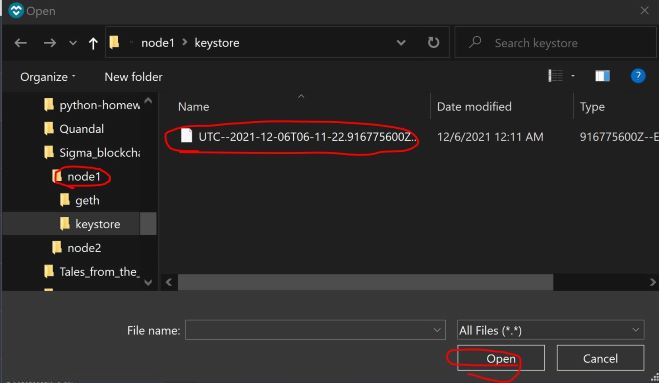 Open
node1 › keystore
Search keystore
Organize
New folder
?
Name
Date modified
Type
python-homew
Quandal
Sigma_blockcha
node1
geth
keystore
node2
Tales_from_the_
UTC--2021-12-06T06-11-22.916775600Z...
12/6/2021 12:11 AM
916775600Z--E
File name:
All Files (*.*)
Open
Cancel